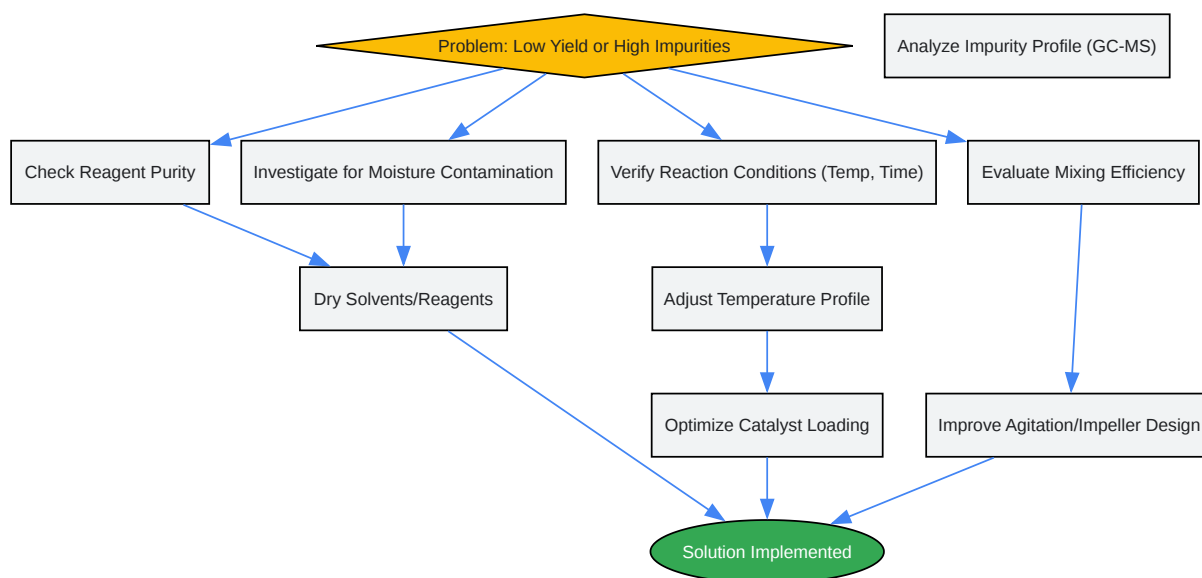 Problem: Low Yield or High Impurities
Analyze Impurity Profile (GC-MS)
Check Reagent Purity
Investigate for Moisture Contamination
Verify Reaction Conditions (Temp, Time)
Evaluate Mixing Efficiency
Dry Solvents/Reagents
Adjust Temperature Profile
Optimize Catalyst Loading
Improve Agitation/Impeller Design
Solution Implemented